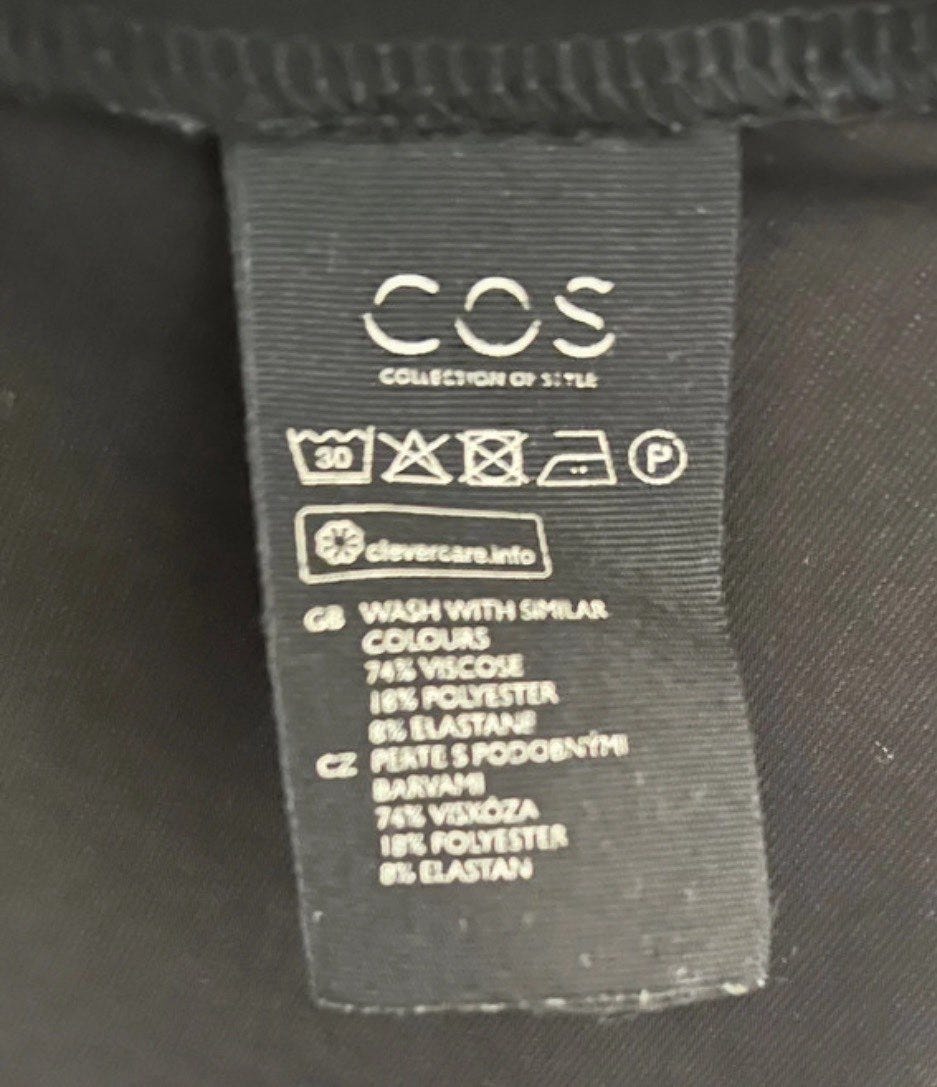 COS
COLLECTION OF STYLE
30 P
clevercare.info
GB WASH WITH SIMILAR
COLOURS
74% VISCOSE
18% POLYESTER
8% ELASTANE
CZ PERTE S PODOBNÝMI
BARVAMI
74% VISKÓZA
18% POLYESTER
8% ELASTAN